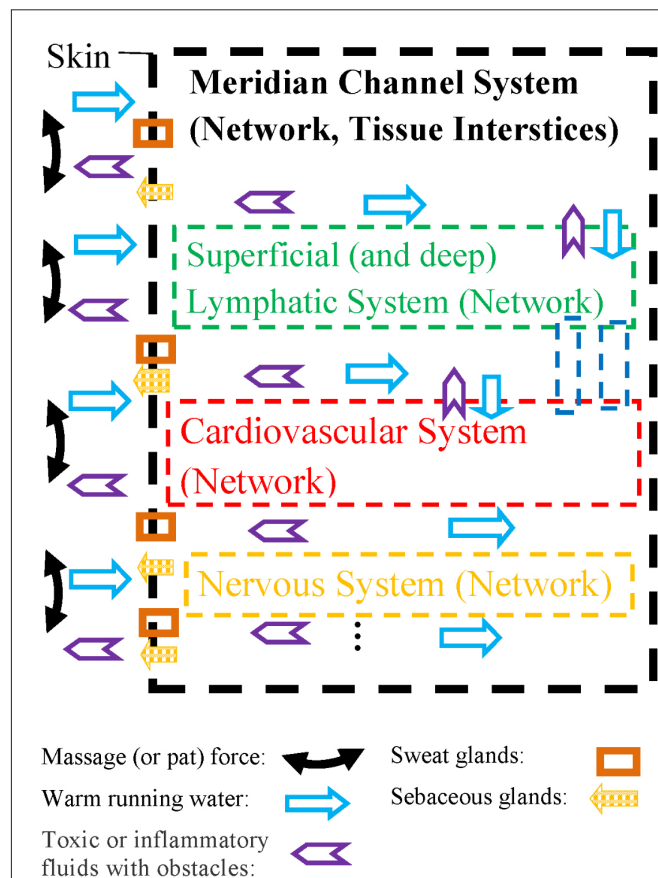 Skin
Meridian Channel System
(Network, Tissue Interstices)
Superficial (and deep)
Lymphatic System (Network)
Cardiovascular System
(Network)
Nervous System (Network)
Massage (or pat) force:
Sweat glands:
Warm running water:
Sebaceous glands:
Toxic or inflammatory
fluids with obstacles: